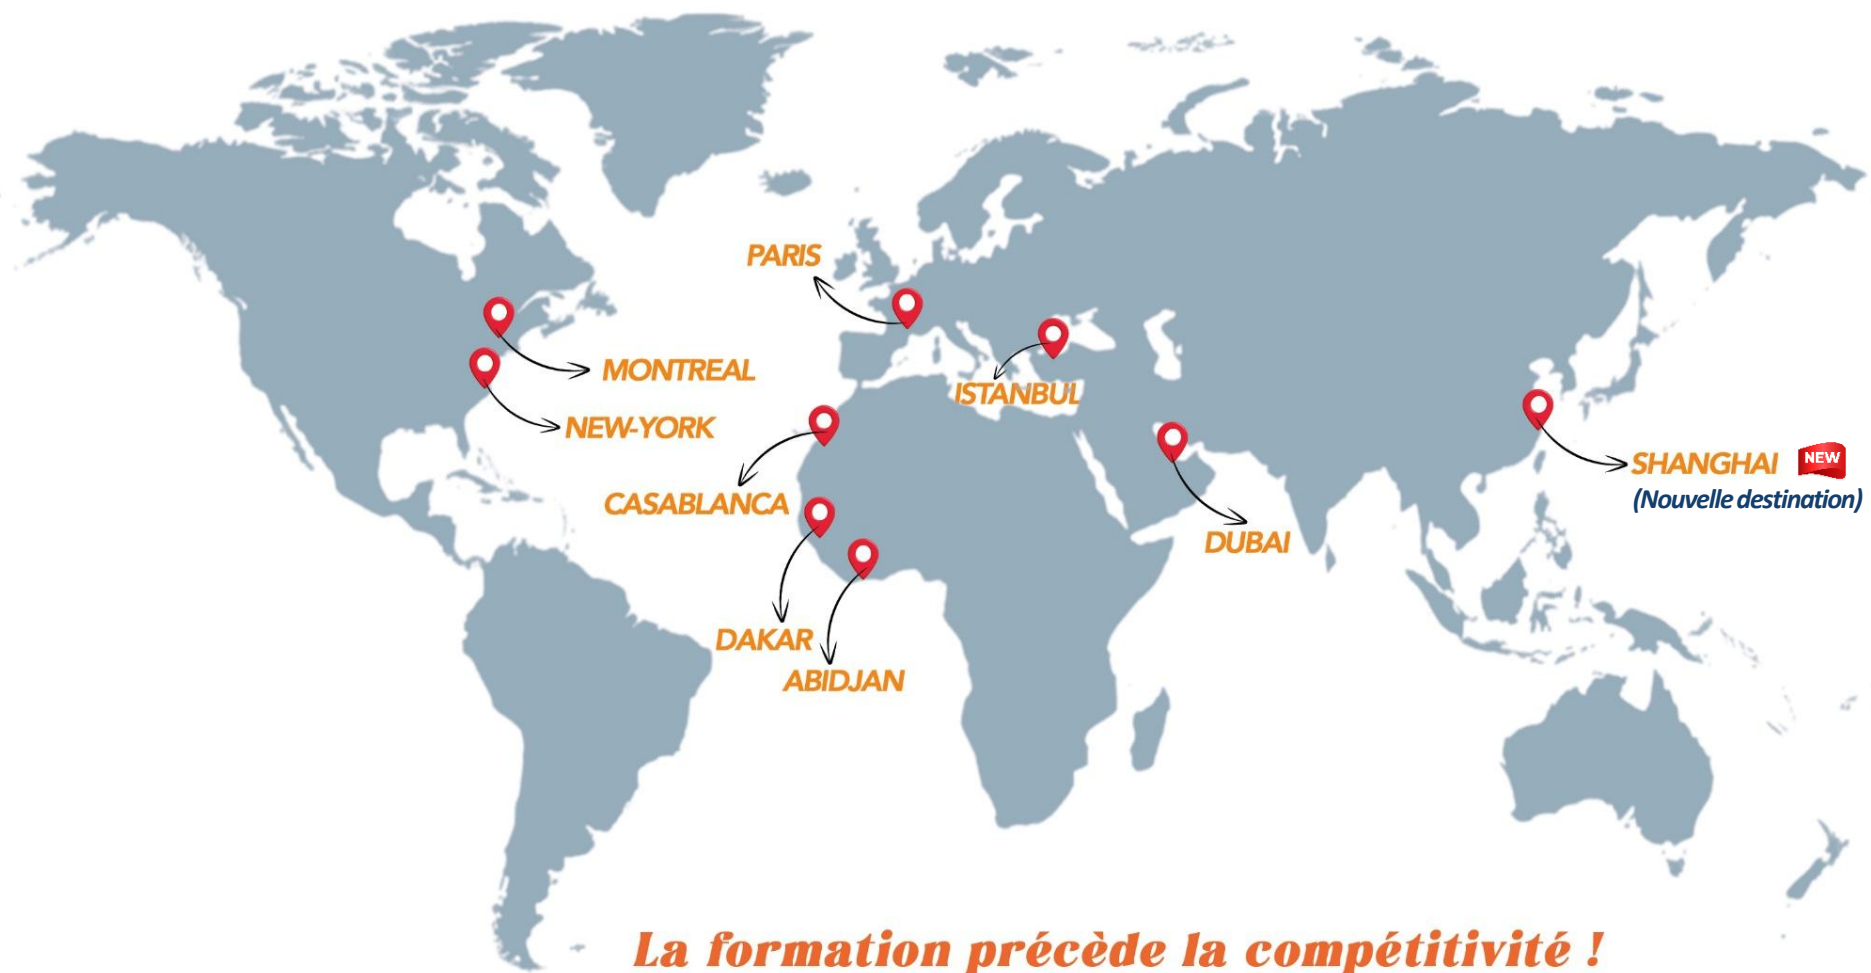 PARIS
MONTREAL
ISTANBUL
NEW-YORK
SHANGHAI NEW
(Nouvelle destination)
CASABLANCA
DUBAI
DAKAR
ABIDJAN
La formation précède la compétitivité !